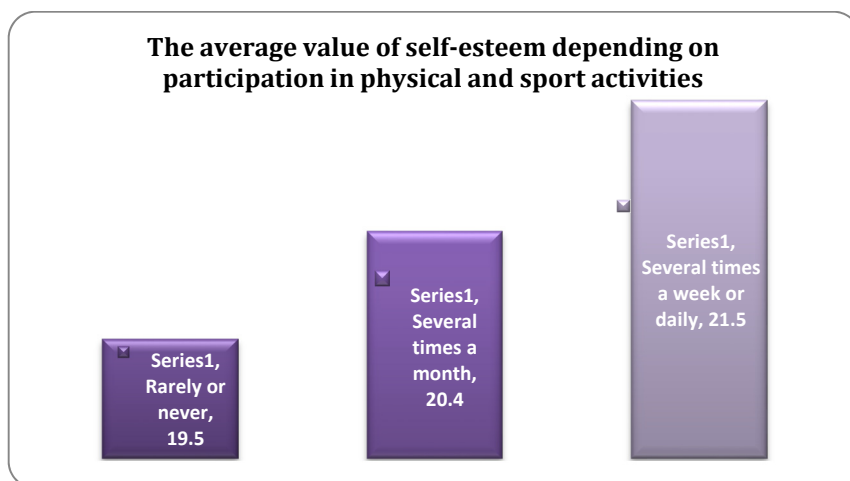 The average value of self-esteem depending on
participation in physical and sport activities
Series1,
Rarely or
never,
19.5
Series1,
Several
times a
month,
20.4
Series1,
Several times
a week or
daily, 21.5